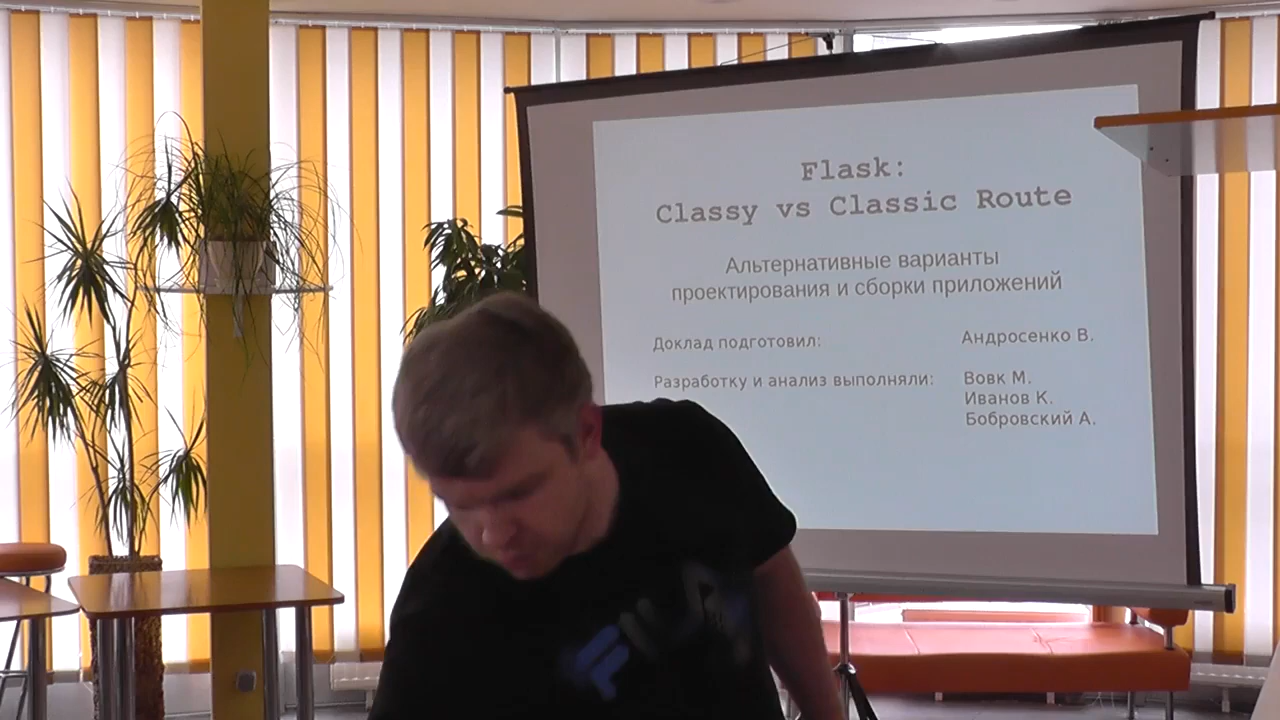 Flask:
Classy vs Classic Route
Альтернативные варианты
проектирования и сборки приложений
Доклад подготовил: Андросенко В.
Разработку и анализ выполняли: Вовк М.
Иванов К.
Бобровский А.